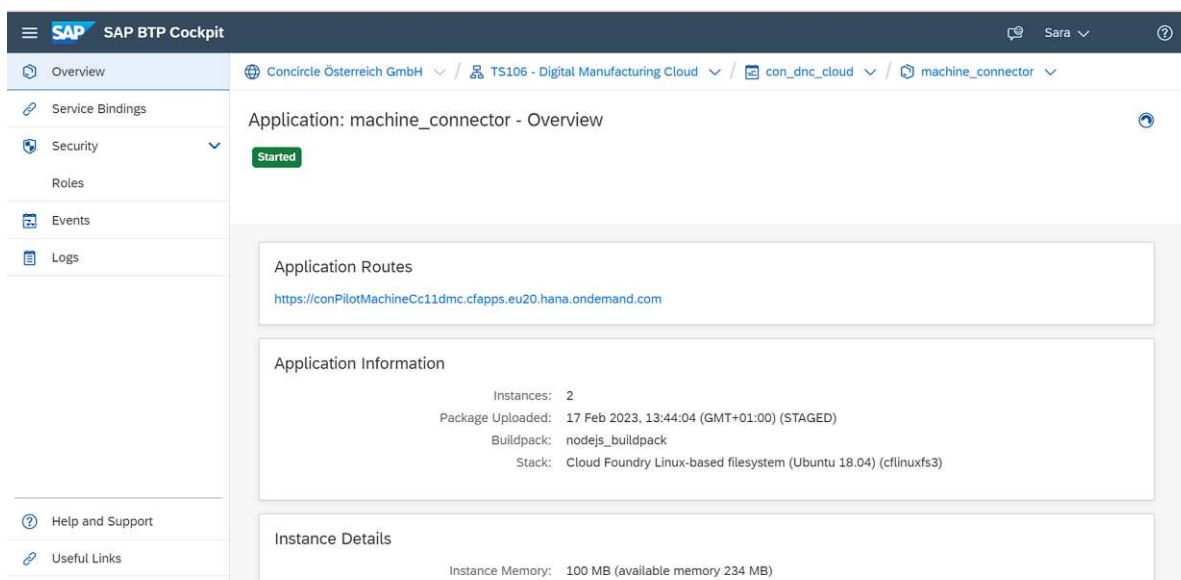 SAP SAP BTP Cockpit Sara
Overview
Service Bindings
Security
Roles
Events
Logs
Help and Support
Useful Links
Concircle Österreich GmbH / TS106 - Digital Manufacturing Cloud / con_dnc_cloud / machine_connector
Application: machine_connector - Overview
Started
Application Routes
https://conPilotMachineCc11dmc.cfapps.eu20.hana.ondemand.com
Application Information
Instances: 2
Package Uploaded: 17 Feb 2023, 13:44:04 (GMT+01:00) (STAGED)
Buildpack: nodejs_buildpack
Stack: Cloud Foundry Linux-based filesystem (Ubuntu 18.04) (cflinuxfs3)
Instance Details
Instance Memory: 100 MB (available memory 234 MB)